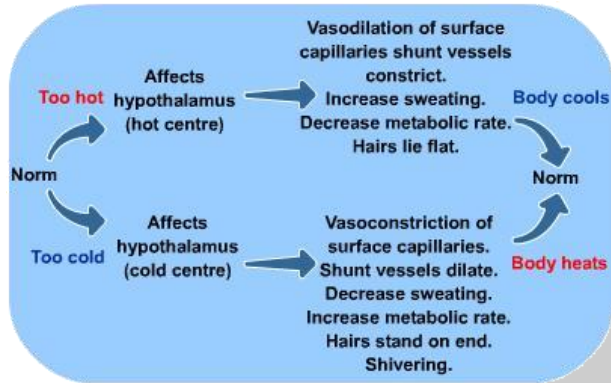 Too hot
Affects
hypothalamus
(hot centre)
Vasodilation of surface
capillaries shunt vessels
constrict.
Increase sweating.
Decrease metabolic rate.
Hairs lie flat.
Body cools
Norm
Norm
Too cold
Affects
hypothalamus
(cold centre)
Vasoconstriction of
surface capillaries.
Shunt vessels dilate.
Decrease sweating.
Increase metabolic rate.
Hairs stand on end.
Shivering.
Body heats